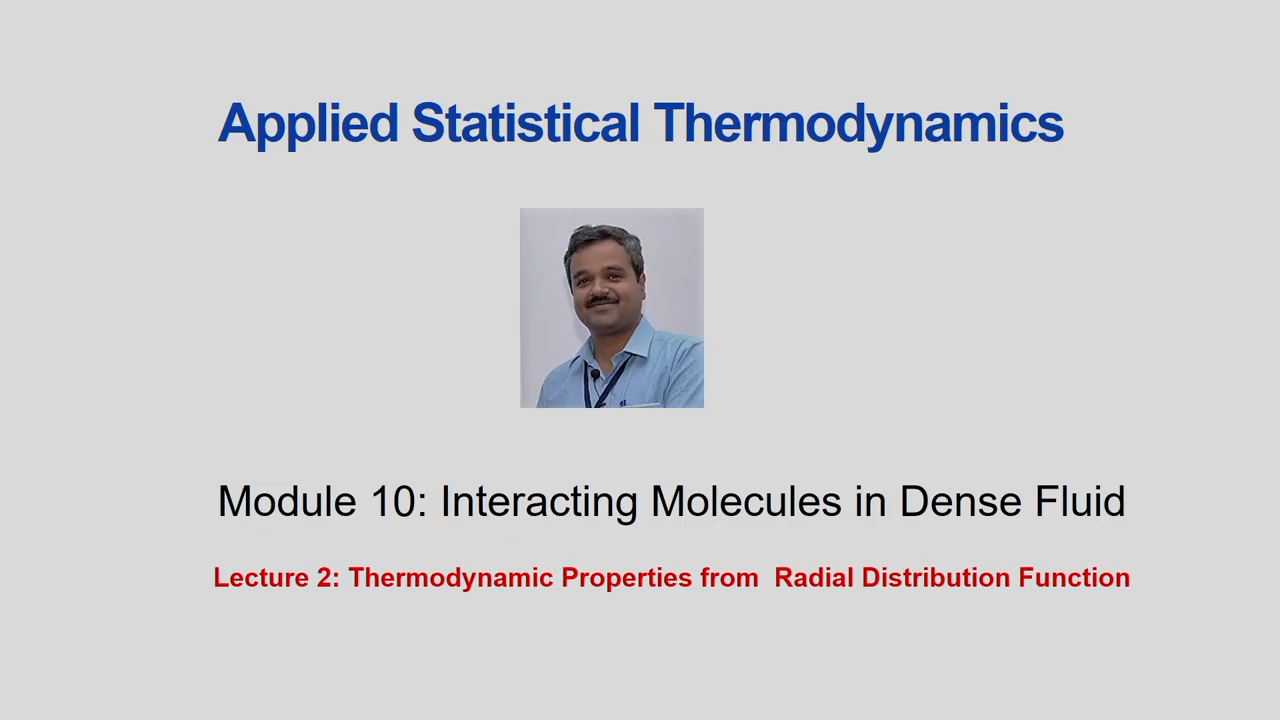 Applied Statistical Thermodynamics
Module 10: Interacting Molecules in Dense Fluid
Lecture 2: Thermodynamic Properties from  Radial Distribution Function